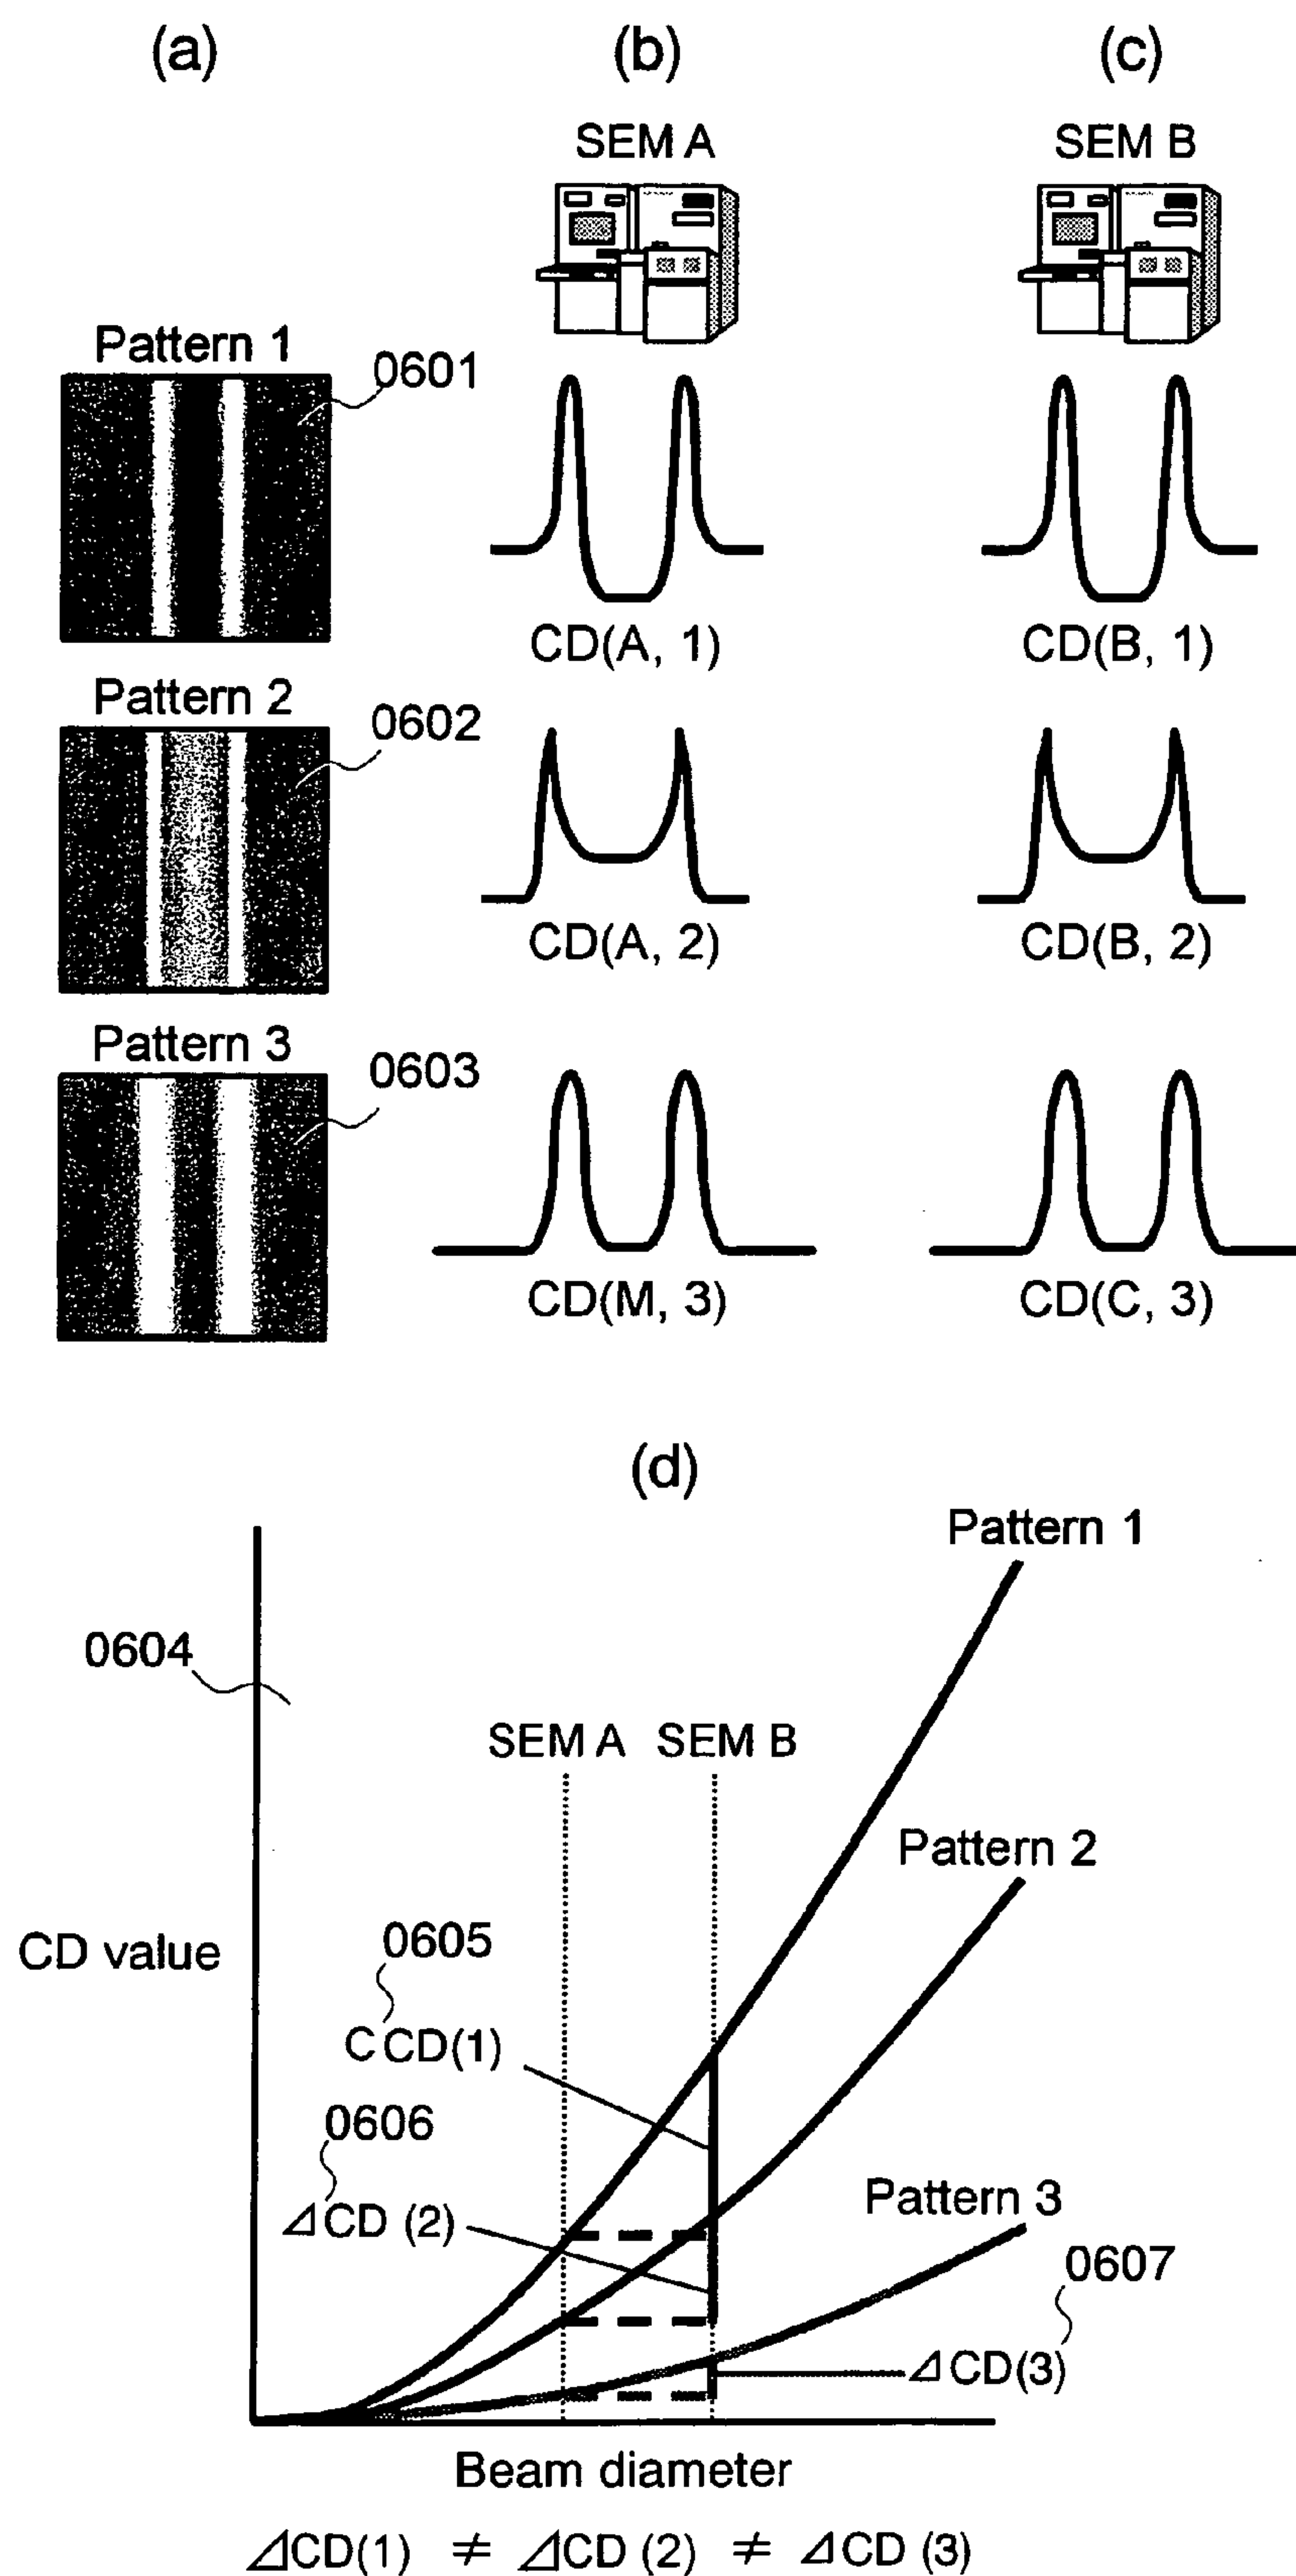 (a)
(b)
(c)
SEM A
SEM B
Pattern 1
0601
CD(A, 1)
CD(B, 1)
Pattern 2
0602
CD(A, 2)
CD(B, 2)
Pattern 3
0603
CD(M, 3)
CD(C, 3)
(d)
Pattern 1
0604
SEM A
SEM B
Pattern 2
0605
CD value
C CD(1)
0606
Pattern 3
⊿CD (2)
0607
⊿CD(3)
Beam diameter
⊿CD(1) ≠ ⊿CD (2) ≠ ⊿CD (3)